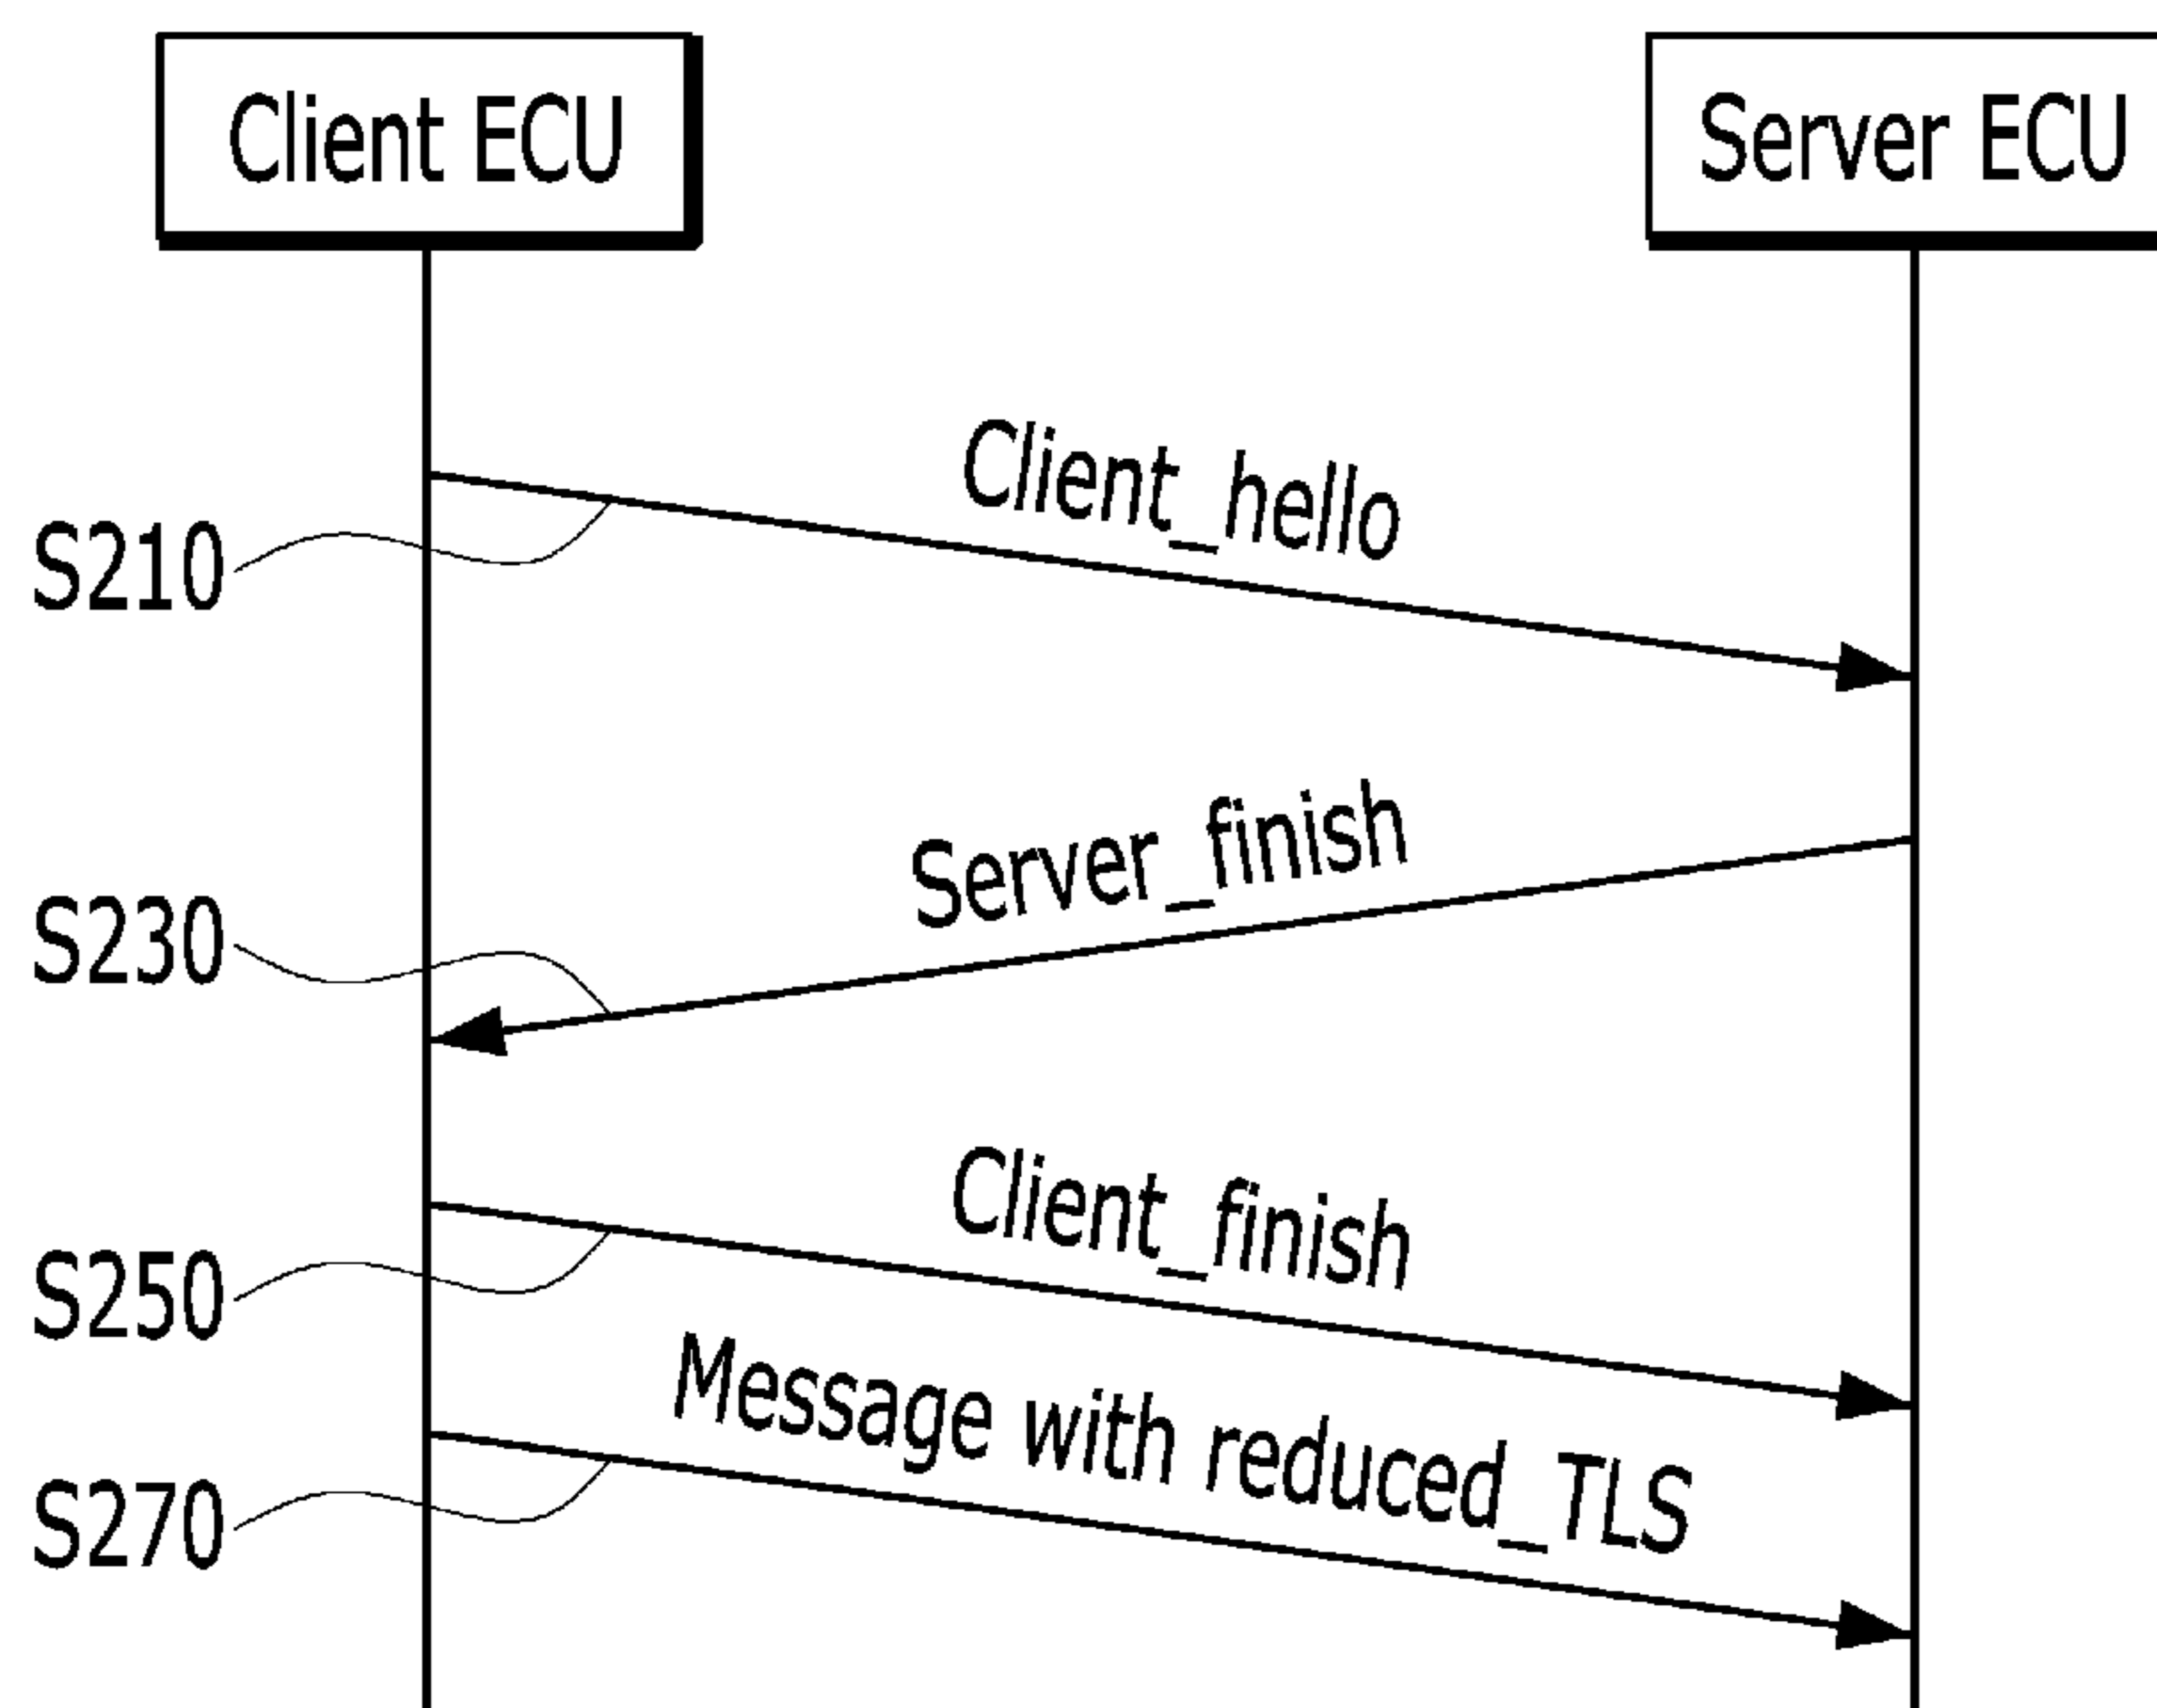 Client ECU
Server ECU
Client_hello
S210
Server_finish
S230
Client_finish
S250
Message with reduced_TLS
S270